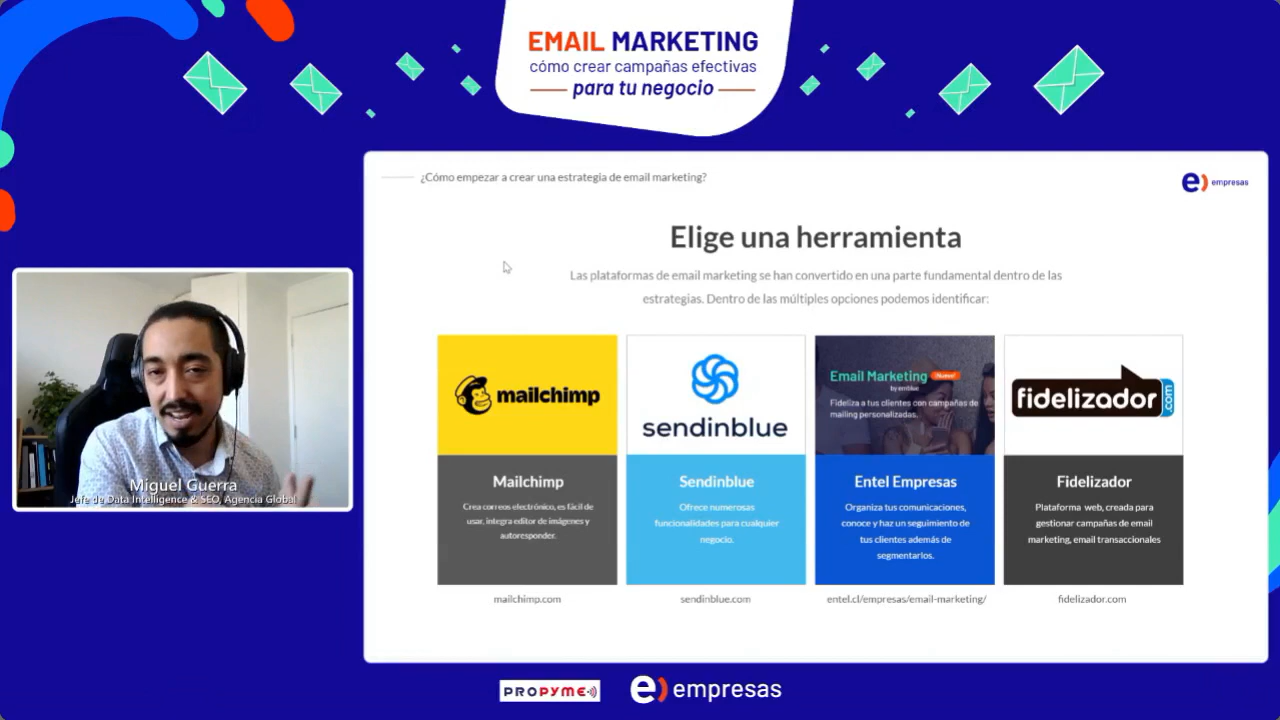 EMAIL MARKETING
cómo crear campañas efectivas
para tu negocio
¿Cómo empezar a crear una estrategia de email marketing?
e) empresas
Elige una herramienta
Las plataformas de email marketing se han convertido en una parte fundamental dentro de las
estrategias. Dentro de las múltiples opciones podemos identificar:
mailchimp
Mailchimp
Crea correos electrónico, es fácil de
usar, integra editor de imágenes y
autoresponder.
mailchimp.com
sendinblue
Sendinblue
Ofrece numerosas
funcionalidades para cualquier
negocio.
sendinblue.com
Email Marketing ¡Nuevo!
by emblue
Fideliza a tus clientes con campañas de
mailing personalizadas.
Entel Empresas
Organiza tus comunicaciones,
conoce y haz un seguimiento de
tus clientes además de
segmentarlos.
entel.cl/empresas/email-marketing/
fidelizador.com
Fidelizador
Plataforma web, creada para
gestionar campañas de email
marketing, email transaccionales
fidelizador.com
Miguel Guerra
Jefe de Data Intelligence & SEO, Agencia Global
PROPYME
e) empresas